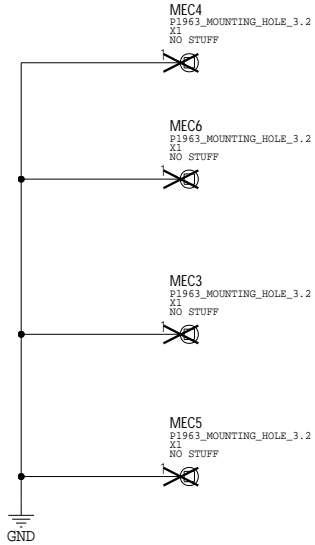 MEC4
P1963_MOUNTING_HOLE_3.2
X1
NO STUFF
1
MEC6
P1963_MOUNTING_HOLE_3.2
X1
NO STUFF
1
MEC3
P1963_MOUNTING_HOLE_3.2
X1
NO STUFF
1
MEC5
P1963_MOUNTING_HOLE_3.2
X1
NO STUFF
1
GND